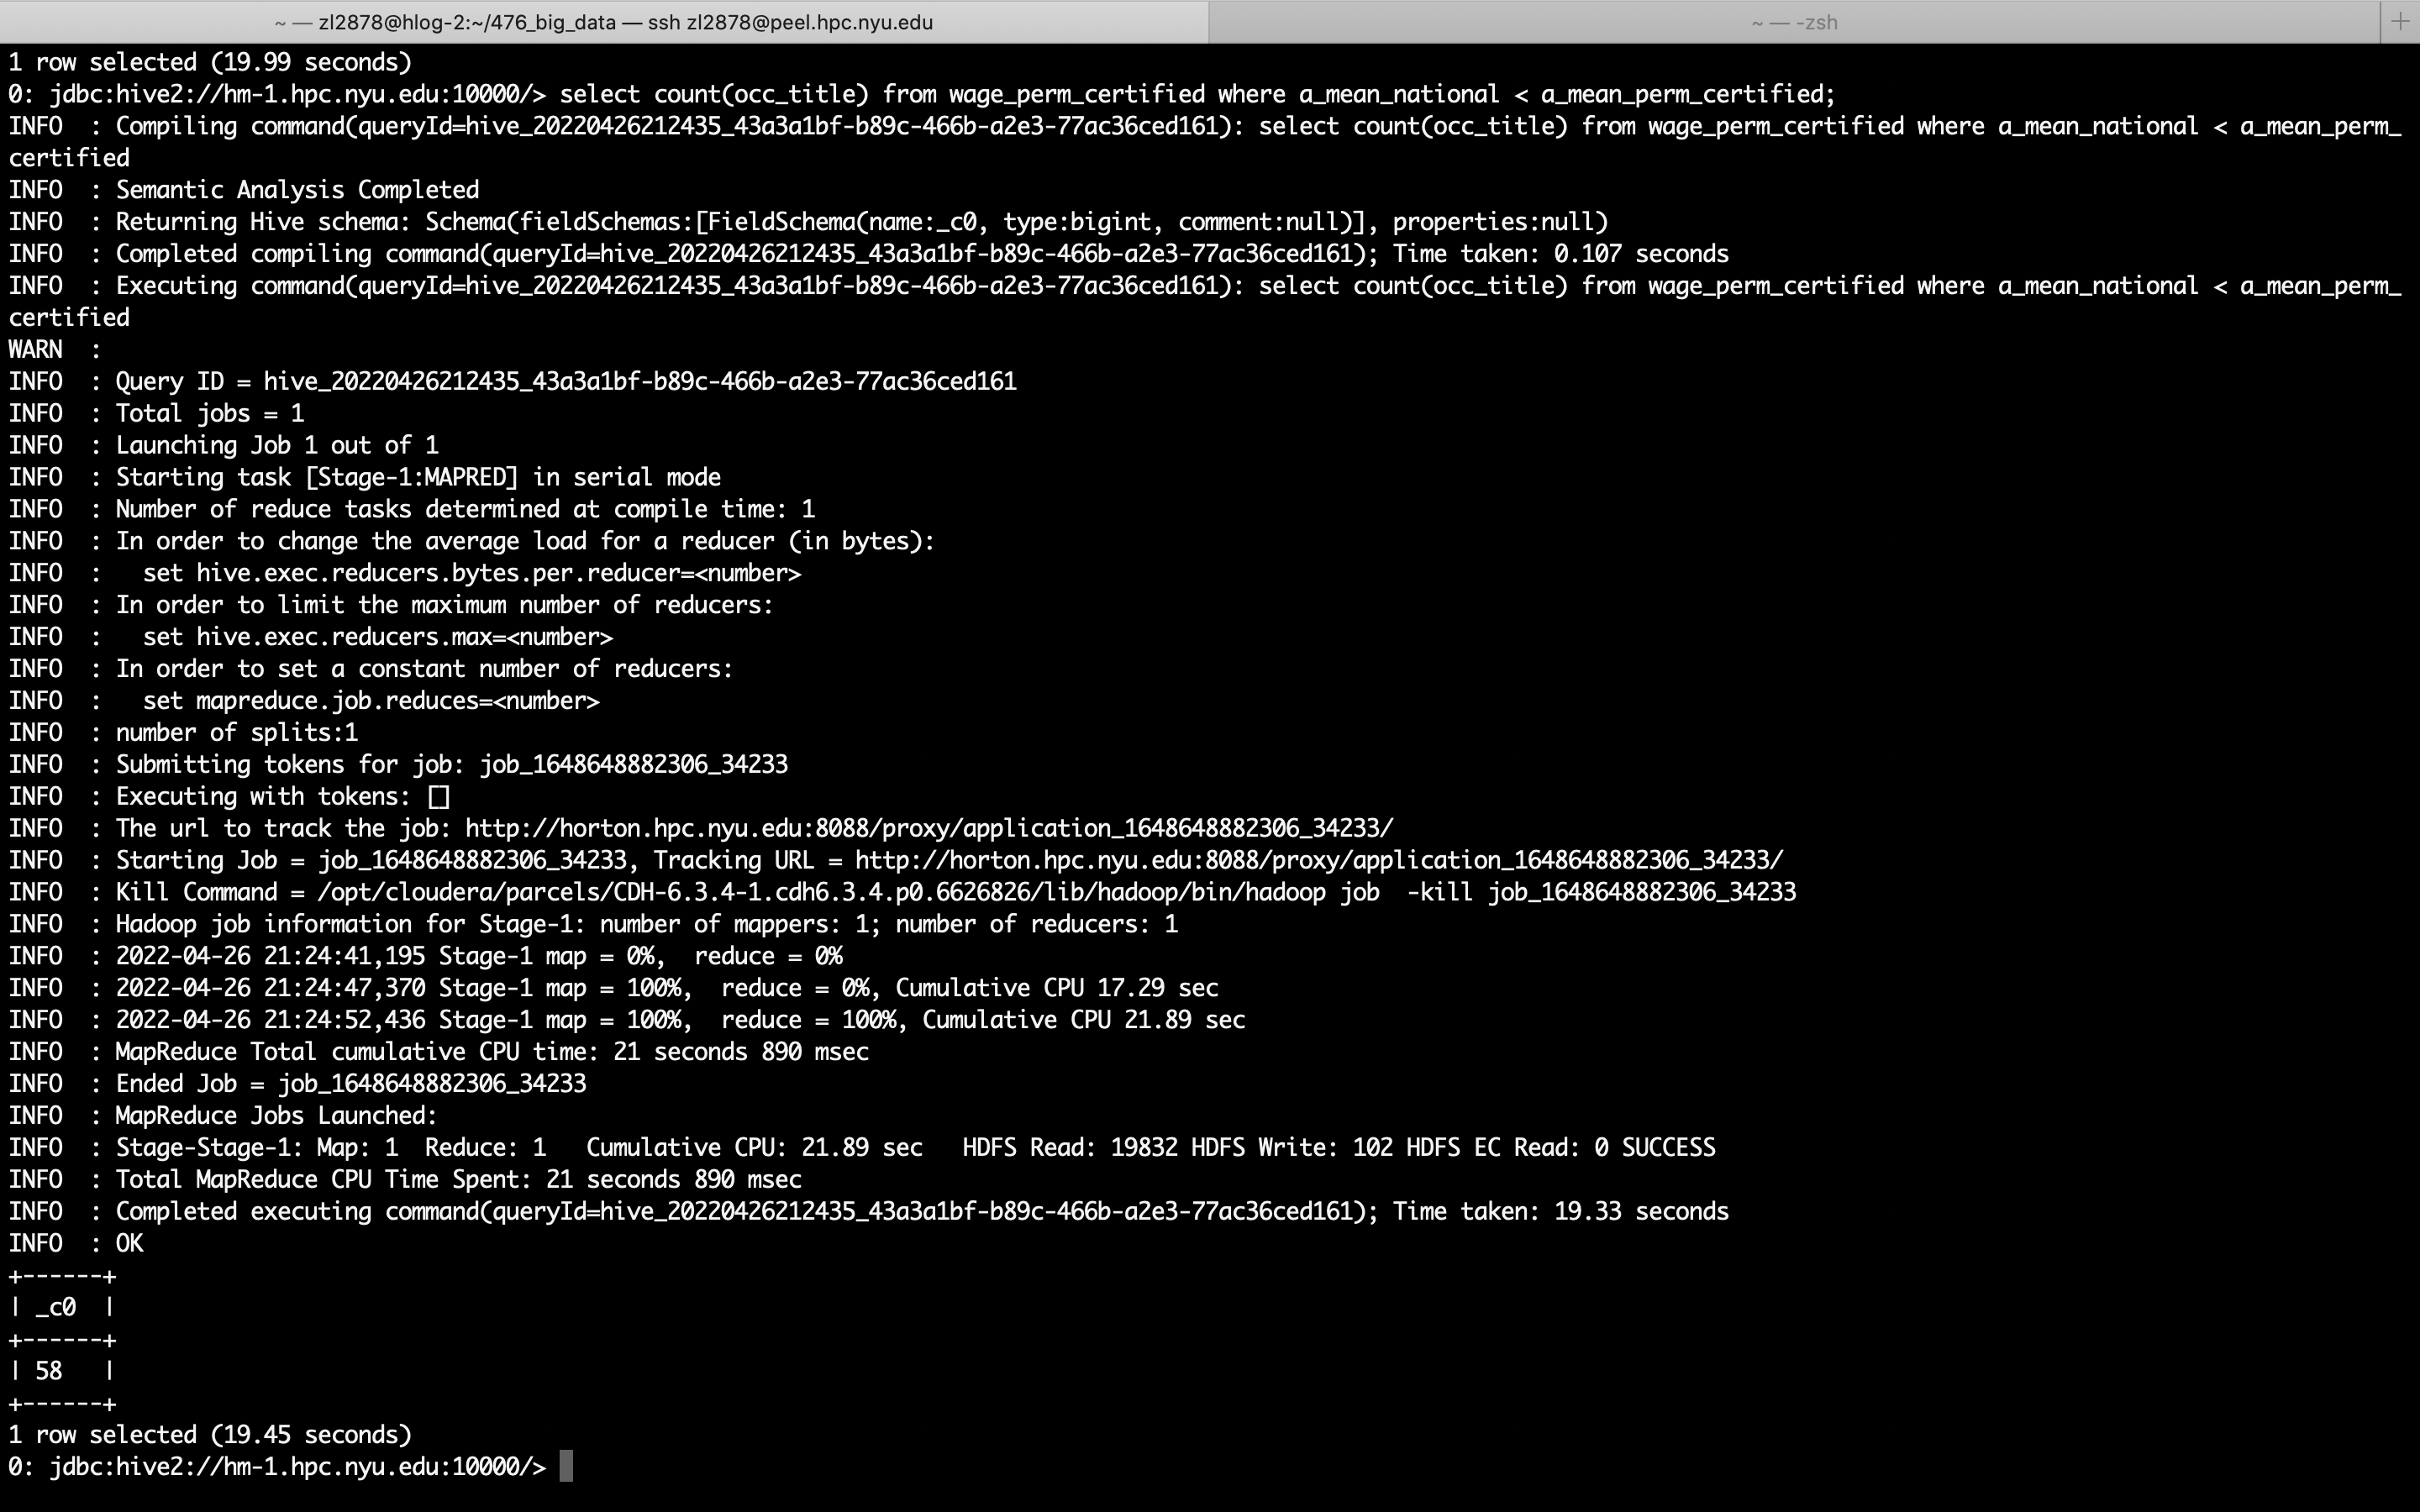 ~ — zl2878@hlog-2:~/476_big_data — ssh zl2878@peel.hpc.nyu.edu
~ — -zsh
+
1 row selected (19.99 seconds)
0: jdbc:hive2://hm-1.hpc.nyu.edu:10000/> select count(occ_title) from wage_perm_certified where a_mean_national < a_mean_perm_certified;
INFO  : Compiling command(queryId=hive_20220426212435_43a3a1bf-b89c-466b-a2e3-77ac36ced161): select count(occ_title) from wage_perm_certified where a_mean_national < a_mean_perm_
certified
INFO  : Semantic Analysis Completed
INFO  : Returning Hive schema: Schema(fieldSchemas:[FieldSchema(name:_c0, type:bigint, comment:null)], properties:null)
INFO  : Completed compiling command(queryId=hive_20220426212435_43a3a1bf-b89c-466b-a2e3-77ac36ced161); Time taken: 0.107 seconds
INFO  : Executing command(queryId=hive_20220426212435_43a3a1bf-b89c-466b-a2e3-77ac36ced161): select count(occ_title) from wage_perm_certified where a_mean_national < a_mean_perm_
certified
WARN  :
INFO  : Query ID = hive_20220426212435_43a3a1bf-b89c-466b-a2e3-77ac36ced161
INFO  : Total jobs = 1
INFO  : Launching Job 1 out of 1
INFO  : Starting task [Stage-1:MAPRED] in serial mode
INFO  : Number of reduce tasks determined at compile time: 1
INFO  : In order to change the average load for a reducer (in bytes):
INFO  :   set hive.exec.reducers.bytes.per.reducer=<number>
INFO  : In order to limit the maximum number of reducers:
INFO  :   set hive.exec.reducers.max=<number>
INFO  : In order to set a constant number of reducers:
INFO  :   set mapreduce.job.reduces=<number>
INFO  : number of splits:1
INFO  : Submitting tokens for job: job_1648648882306_34233
INFO  : Executing with tokens: []
INFO  : The url to track the job: http://horton.hpc.nyu.edu:8088/proxy/application_1648648882306_34233/
INFO  : Starting Job = job_1648648882306_34233, Tracking URL = http://horton.hpc.nyu.edu:8088/proxy/application_1648648882306_34233/
INFO  : Kill Command = /opt/cloudera/parcels/CDH-6.3.4-1.cdh6.3.4.p0.6626826/lib/hadoop/bin/hadoop job  -kill job_1648648882306_34233
INFO  : Hadoop job information for Stage-1: number of mappers: 1; number of reducers: 1
INFO  : 2022-04-26 21:24:41,195 Stage-1 map = 0%,  reduce = 0%
INFO  : 2022-04-26 21:24:47,370 Stage-1 map = 100%,  reduce = 0%, Cumulative CPU 17.29 sec
INFO  : 2022-04-26 21:24:52,436 Stage-1 map = 100%,  reduce = 100%, Cumulative CPU 21.89 sec
INFO  : MapReduce Total cumulative CPU time: 21 seconds 890 msec
INFO  : Ended Job = job_1648648882306_34233
INFO  : MapReduce Jobs Launched:
INFO  : Stage-Stage-1: Map: 1  Reduce: 1   Cumulative CPU: 21.89 sec   HDFS Read: 19832 HDFS Write: 102 HDFS EC Read: 0 SUCCESS
INFO  : Total MapReduce CPU Time Spent: 21 seconds 890 msec
INFO  : Completed executing command(queryId=hive_20220426212435_43a3a1bf-b89c-466b-a2e3-77ac36ced161); Time taken: 19.33 seconds
INFO  : OK
+------+
| _c0  |
+------+
| 58   |
+------+
1 row selected (19.45 seconds)
0: jdbc:hive2://hm-1.hpc.nyu.edu:10000/>